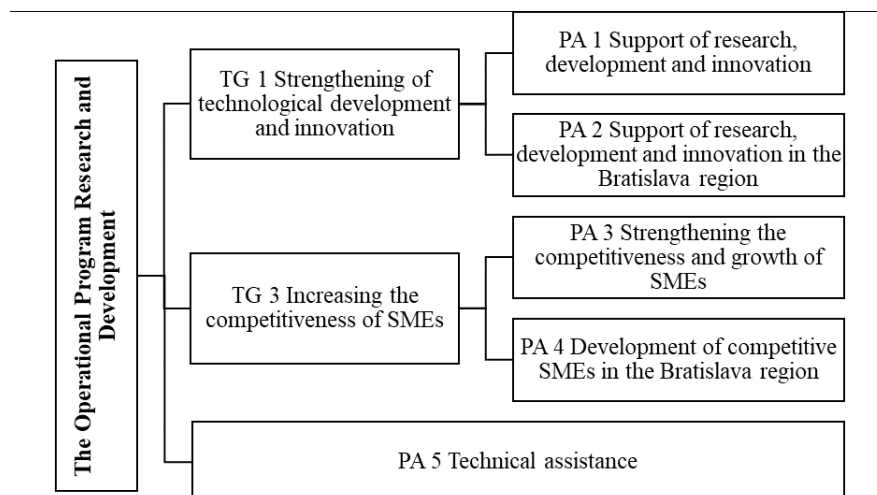 The Operational Program Research and
Development
TG 1 Strengthening of
technological development
and innovation
PA 1 Support of research,
development and innovation
PA 2 Support of research,
development and innovation in the
Bratislava region
TG 3 Increasing the
competitiveness of SMEs
PA 3 Strengthening the
competitiveness and growth of
SMEs
PA 4 Development of competitive
SMEs in the Bratislava region
PA 5 Technical assistance